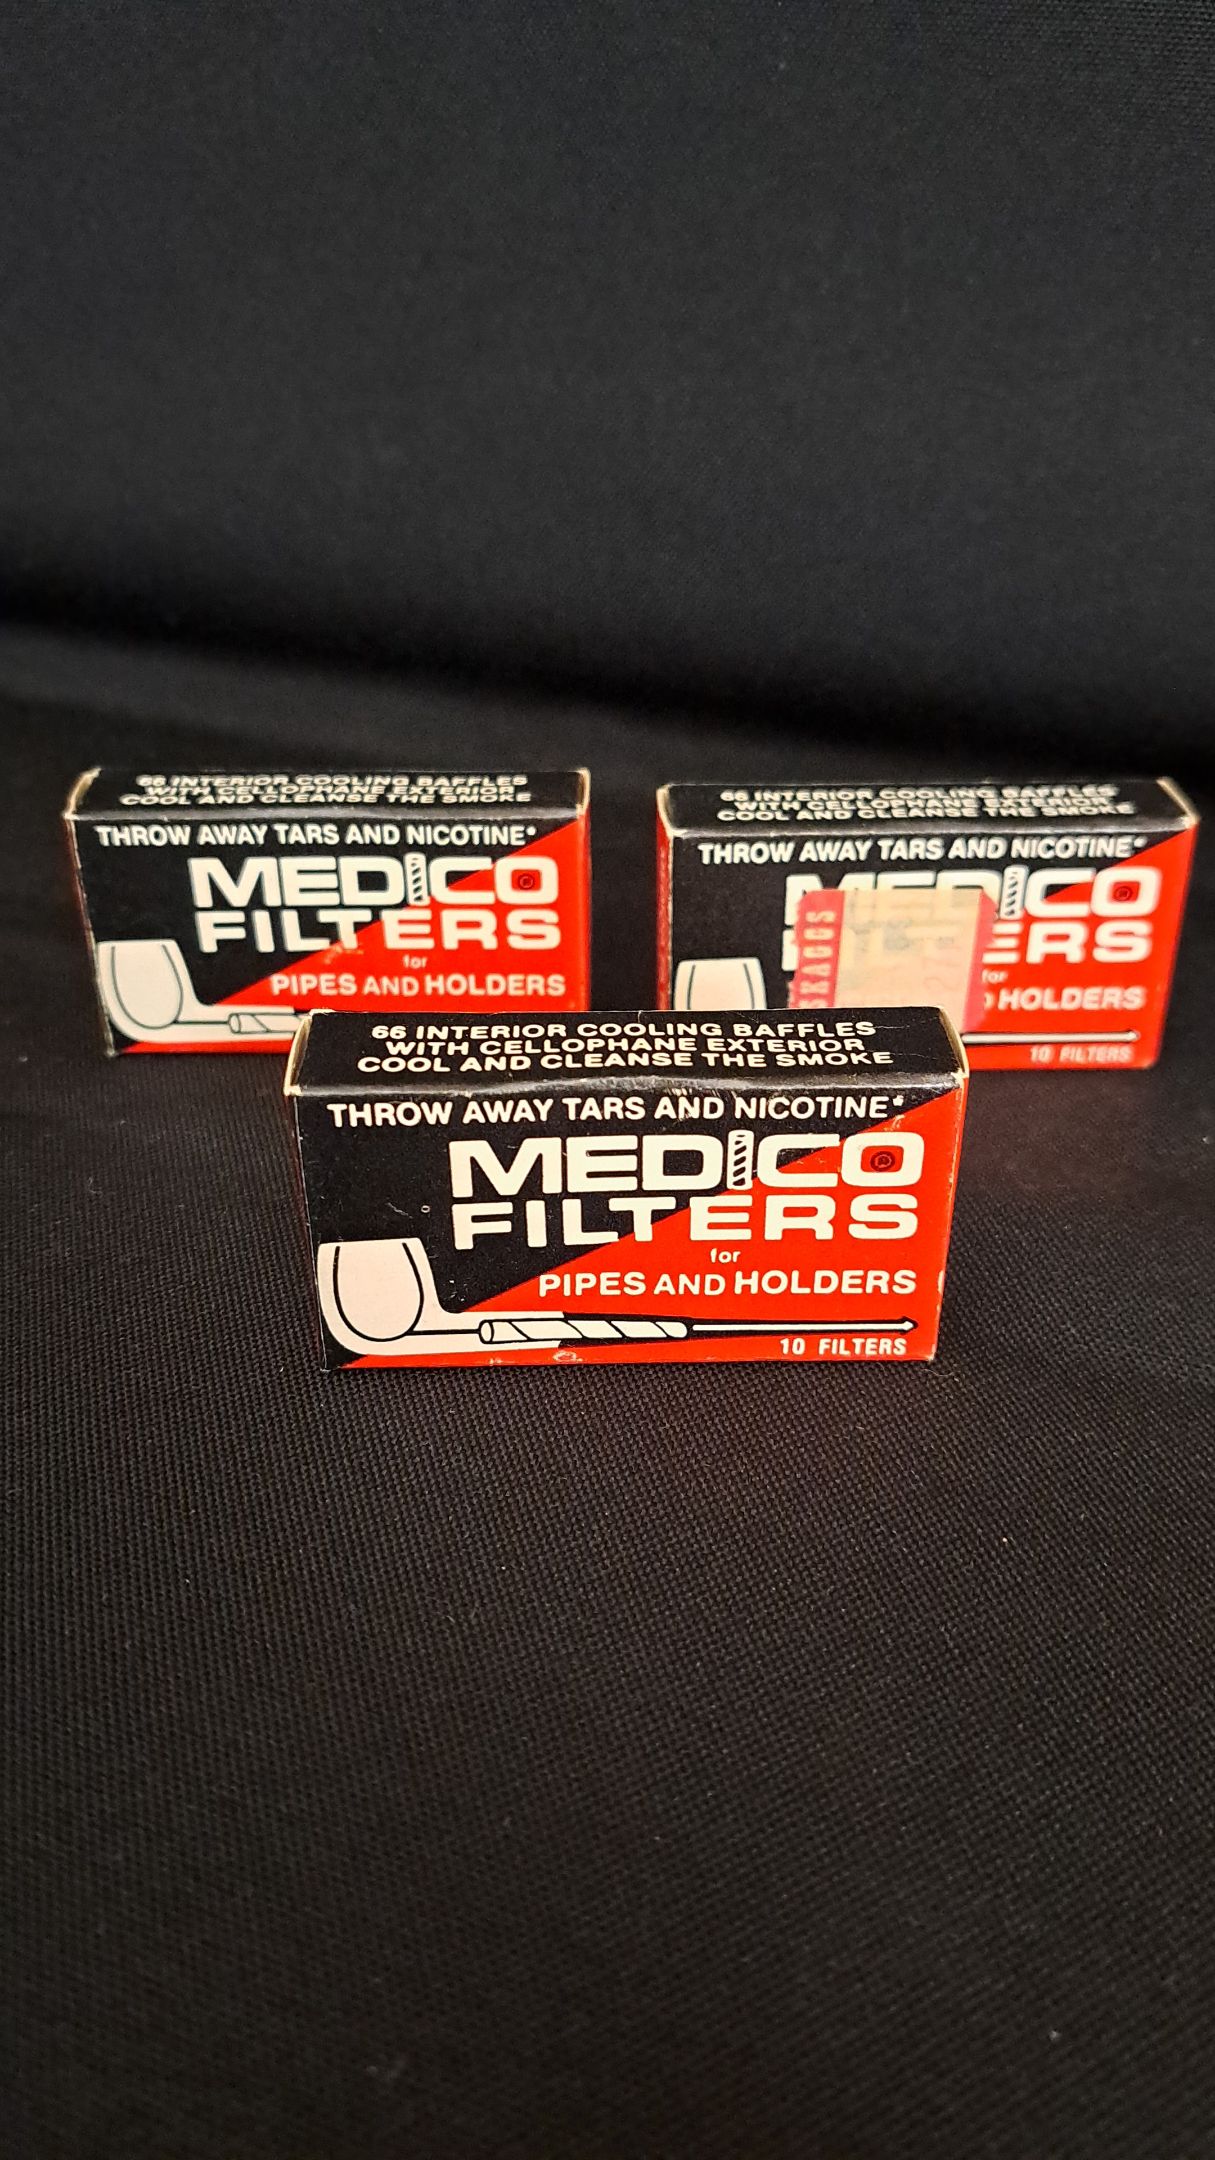 66 INTERIOR COOLING BAFFLES
WITH CELLOPHANE EXTERIOR
COOL AND CLEANSE THE SMOKE
THROW AWAY TARS AND NICOTINE*
MEDICO
FILTERS
for
PIPES AND HOLDERS
66 INTERIOR COOLING BAFFLES
WITH CELLOPHANE EXTERIOR
COOL AND CLEANSE THE SMOKE
THROW AWAY TARS AND NICOTINE*
MEDICO
ERS
SKAGGS
for
HOLDERS
10 FILTERS
66 INTERIOR COOLING BAFFLES
WITH CELLOPHANE EXTERIOR
COOL AND CLEANSE THE SMOKE
THROW AWAY TARS AND NICOTINE*
MEDICO
FILTERS
for
PIPES AND HOLDERS
10 FILTERS